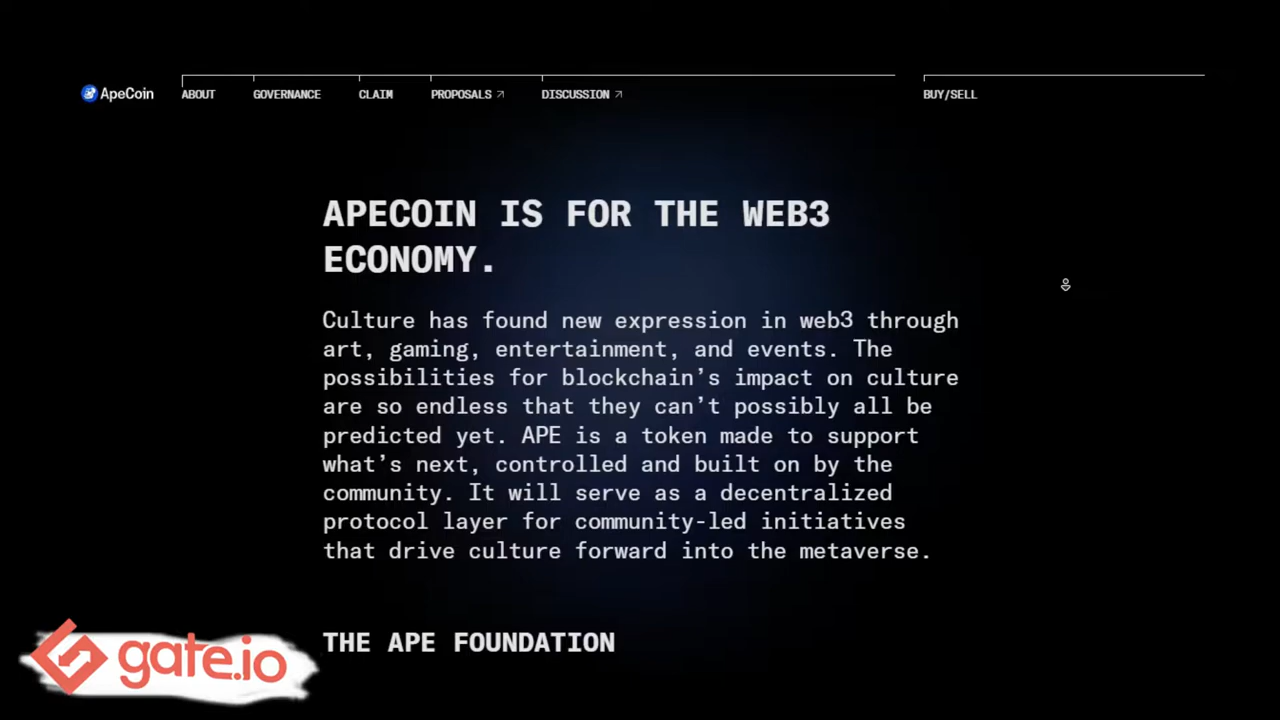 ApeCoin
ABOUT GOVERNANCE CLAIM PROPOSALS ↗ DISCUSSION ↗ BUY/SELL
APECOIN IS FOR THE WEB3
ECONOMY.
Culture has found new expression in web3 through
art, gaming, entertainment, and events. The
possibilities for blockchain’s impact on culture
are so endless that they can’t possibly all be
predicted yet. APE is a token made to support
what’s next, controlled and built on by the
community. It will serve as a decentralized
protocol layer for community-led initiatives
that drive culture forward into the metaverse.
THE APE FOUNDATION
gate.io